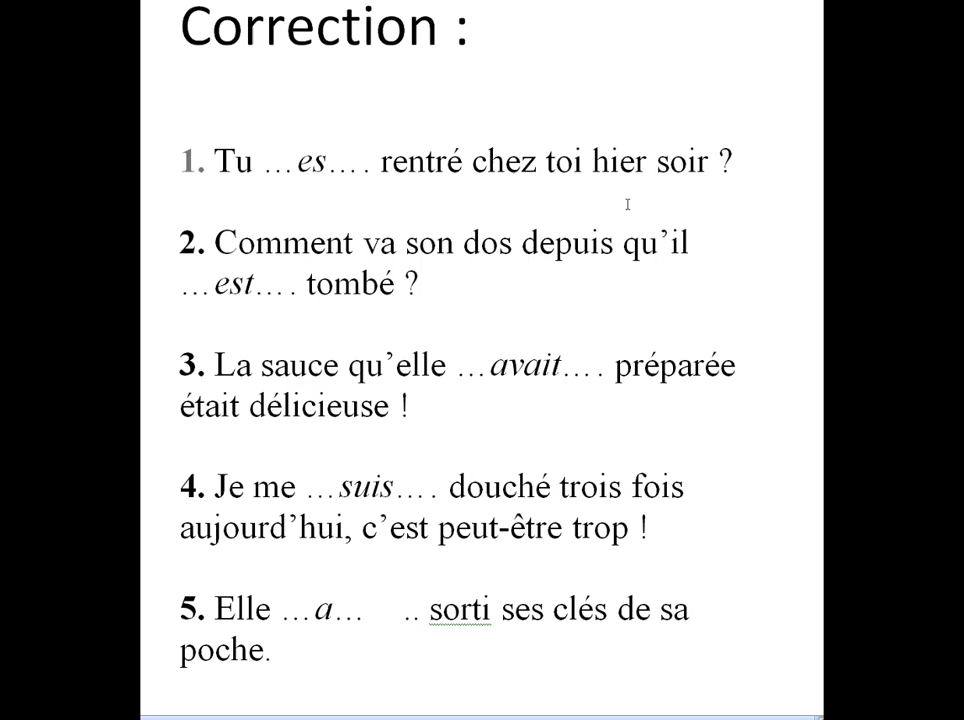 Correction :
1. Tu …es…. rentré chez toi hier soir ?
2. Comment va son dos depuis qu’il
…est…. tombé ?
3. La sauce qu’elle …avait…. préparée
était délicieuse !
4. Je me …suis…. douché trois fois
aujourd’hui, c’est peut-être trop !
5. Elle …a… .. sorti ses clés de sa
poche.